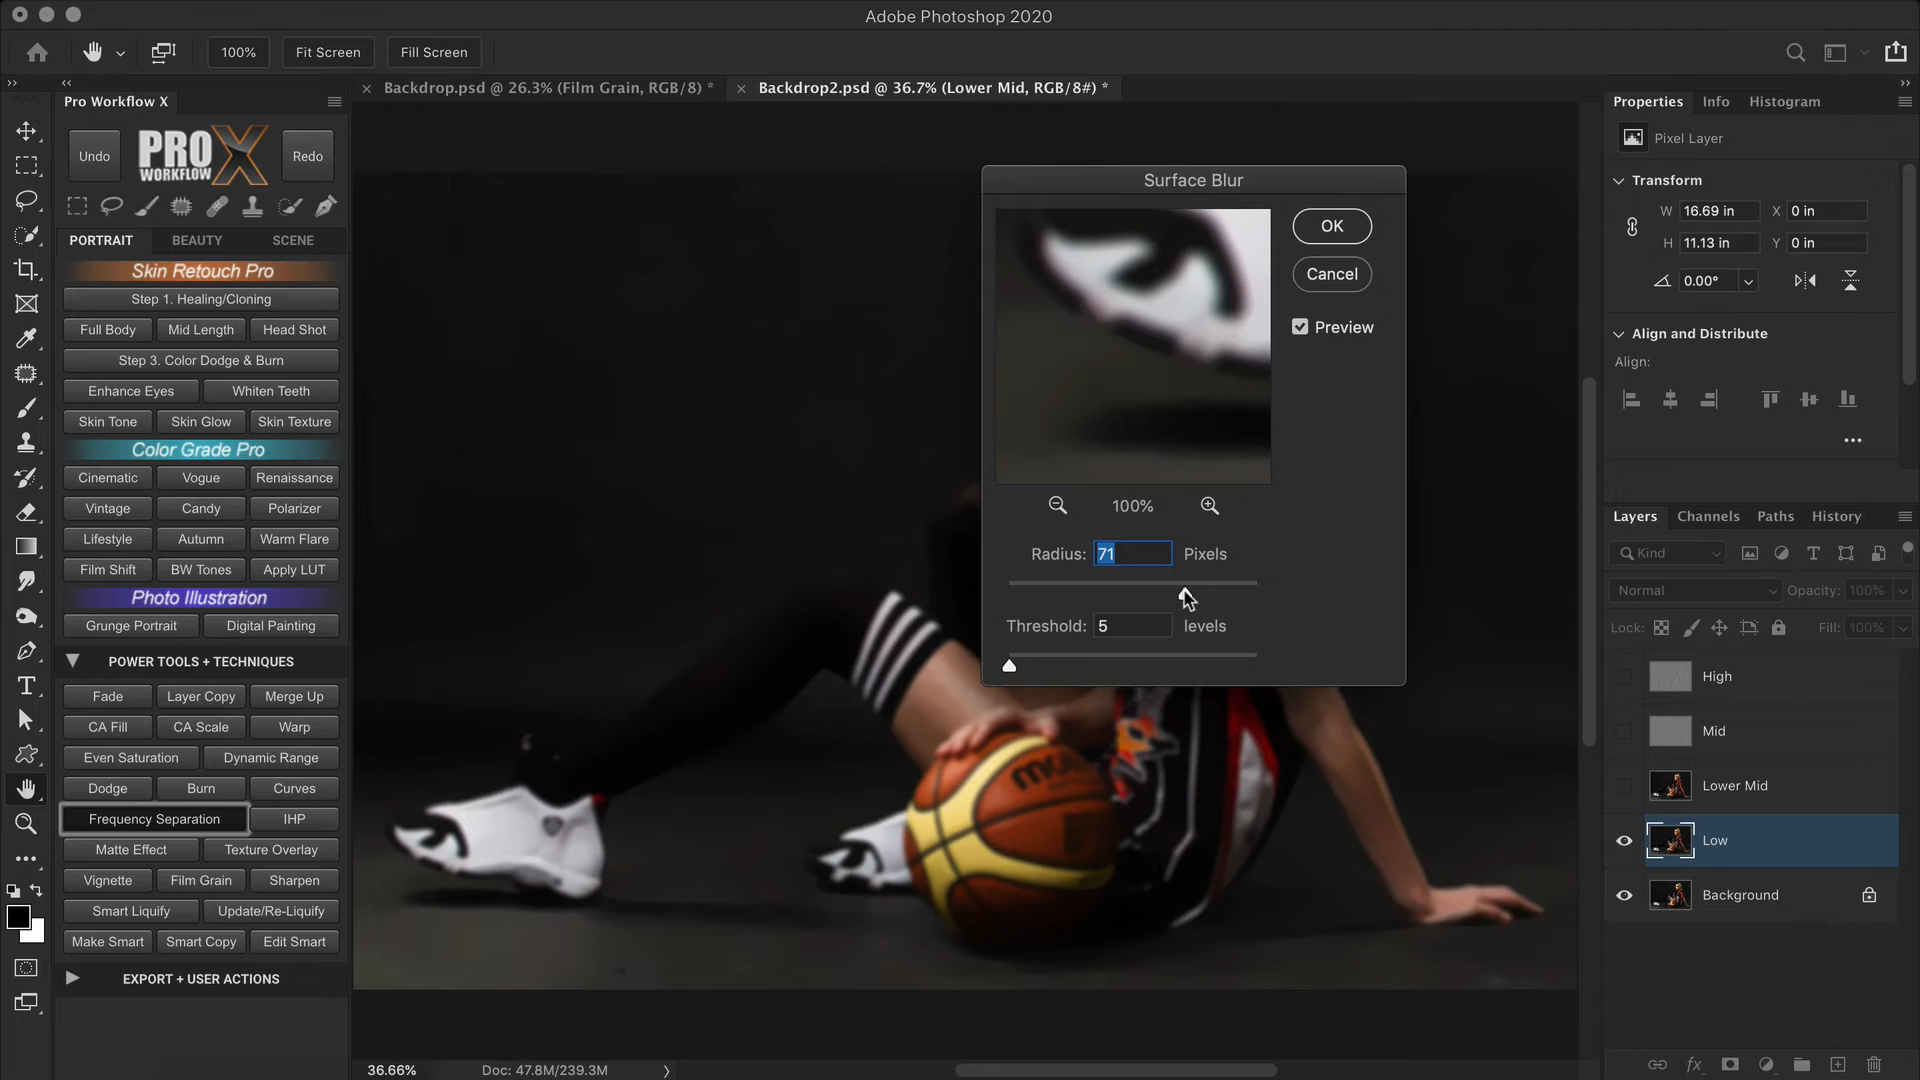 Adobe Photoshop 2020
100%
Fit Screen
Fill Screen
Pro Workflow X
Backdrop.psd @ 26.3% (Film Grain, RGB/8) *
Backdrop2.psd @ 36.7% (Lower Mid, RGB/8#) *
Undo
PRO X
WORKFLOW
Redo
PORTRAIT
BEAUTY
SCENE
Skin Retouch Pro
Step 1. Healing/Cloning
Full Body
Mid Length
Head Shot
Step 3. Color Dodge & Burn
Enhance Eyes
Whiten Teeth
Skin Tone
Skin Glow
Skin Texture
Color Grade Pro
Cinematic
Vogue
Renaissance
Vintage
Candy
Polarizer
Lifestyle
Autumn
Warm Flare
Film Shift
BW Tones
Apply LUT
Photo Illustration
Grunge Portrait
Digital Painting
POWER TOOLS + TECHNIQUES
Fade
Layer Copy
Merge Up
CA Fill
CA Scale
Warp
Even Saturation
Dynamic Range
Dodge
Burn
Curves
Frequency Separation
IHP
Matte Effect
Texture Overlay
Vignette
Film Grain
Sharpen
Smart Liquify
Update/Re-Liquify
Make Smart
Smart Copy
Edit Smart
EXPORT + USER ACTIONS
Surface Blur
OK
Cancel
Preview
100%
Radius: 71 Pixels
Threshold: 5 levels
36.66%
Doc: 47.8M/239.3M
Properties
Info
Histogram
Pixel Layer
Transform
W 16.69 in
X 0 in
H 11.13 in
Y 0 in
0.00°
Align and Distribute
Align:
Layers
Channels
Paths
History
Kind
Normal
Opacity: 100%
Lock:
Fill: 100%
High
Mid
Lower Mid
Low
Background